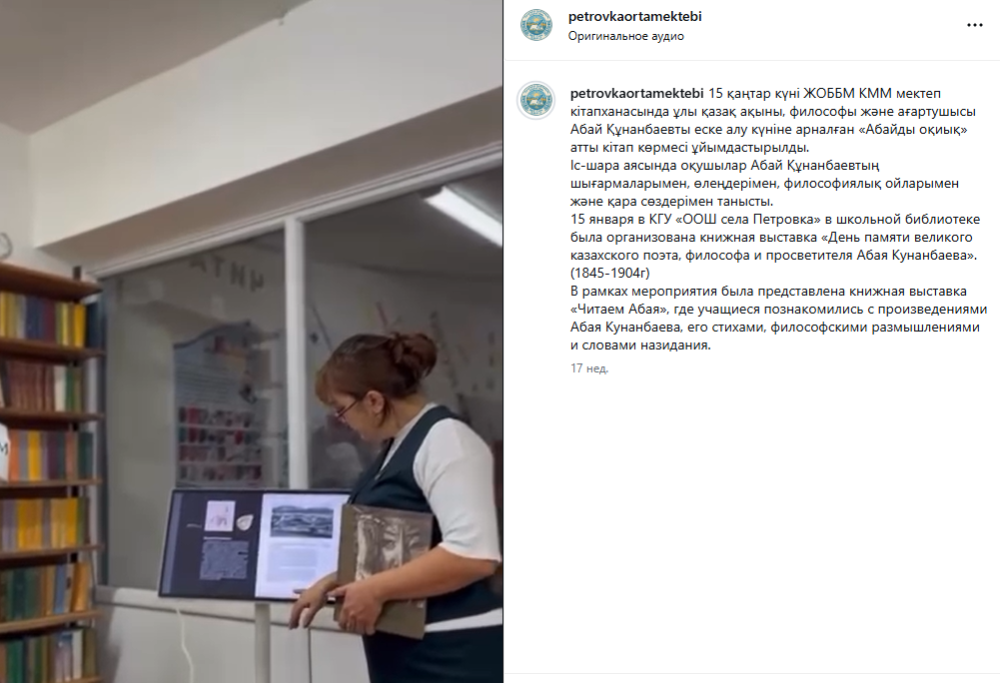 petrovkaortamektebi
Оригинальное аудио
petrovkaortamektebi 15 қаңтар күні ЖОББМ КММ мектеп
кітапханасында ұлы қазақ ақыны, философы және ағартушысы
Абай Құнанбаевты еске алу күніне арналған «Абайды оқиық»
атты кітап көрмесі ұйымдастырылды.
Іс-шара аясында оқушылар Абай Құнанбаевтың
шығармаларымен, өлеңдерімен, философиялық ойларымен
және қара сөздерімен танысты.
15 января в КГУ «ООШ села Петровка» в школьной библиотеке
была организована книжная выставка «День памяти великого
казахского поэта, философа и просветителя Абая Кунанбаева».
(1845-1904г)
В рамках мероприятия была представлена книжная выставка
«Читаем Абая», где учащиеся познакомились с произведениями
Абая Кунанбаева, его стихами, философскими размышлениями
и словами назидания.
17 нед.